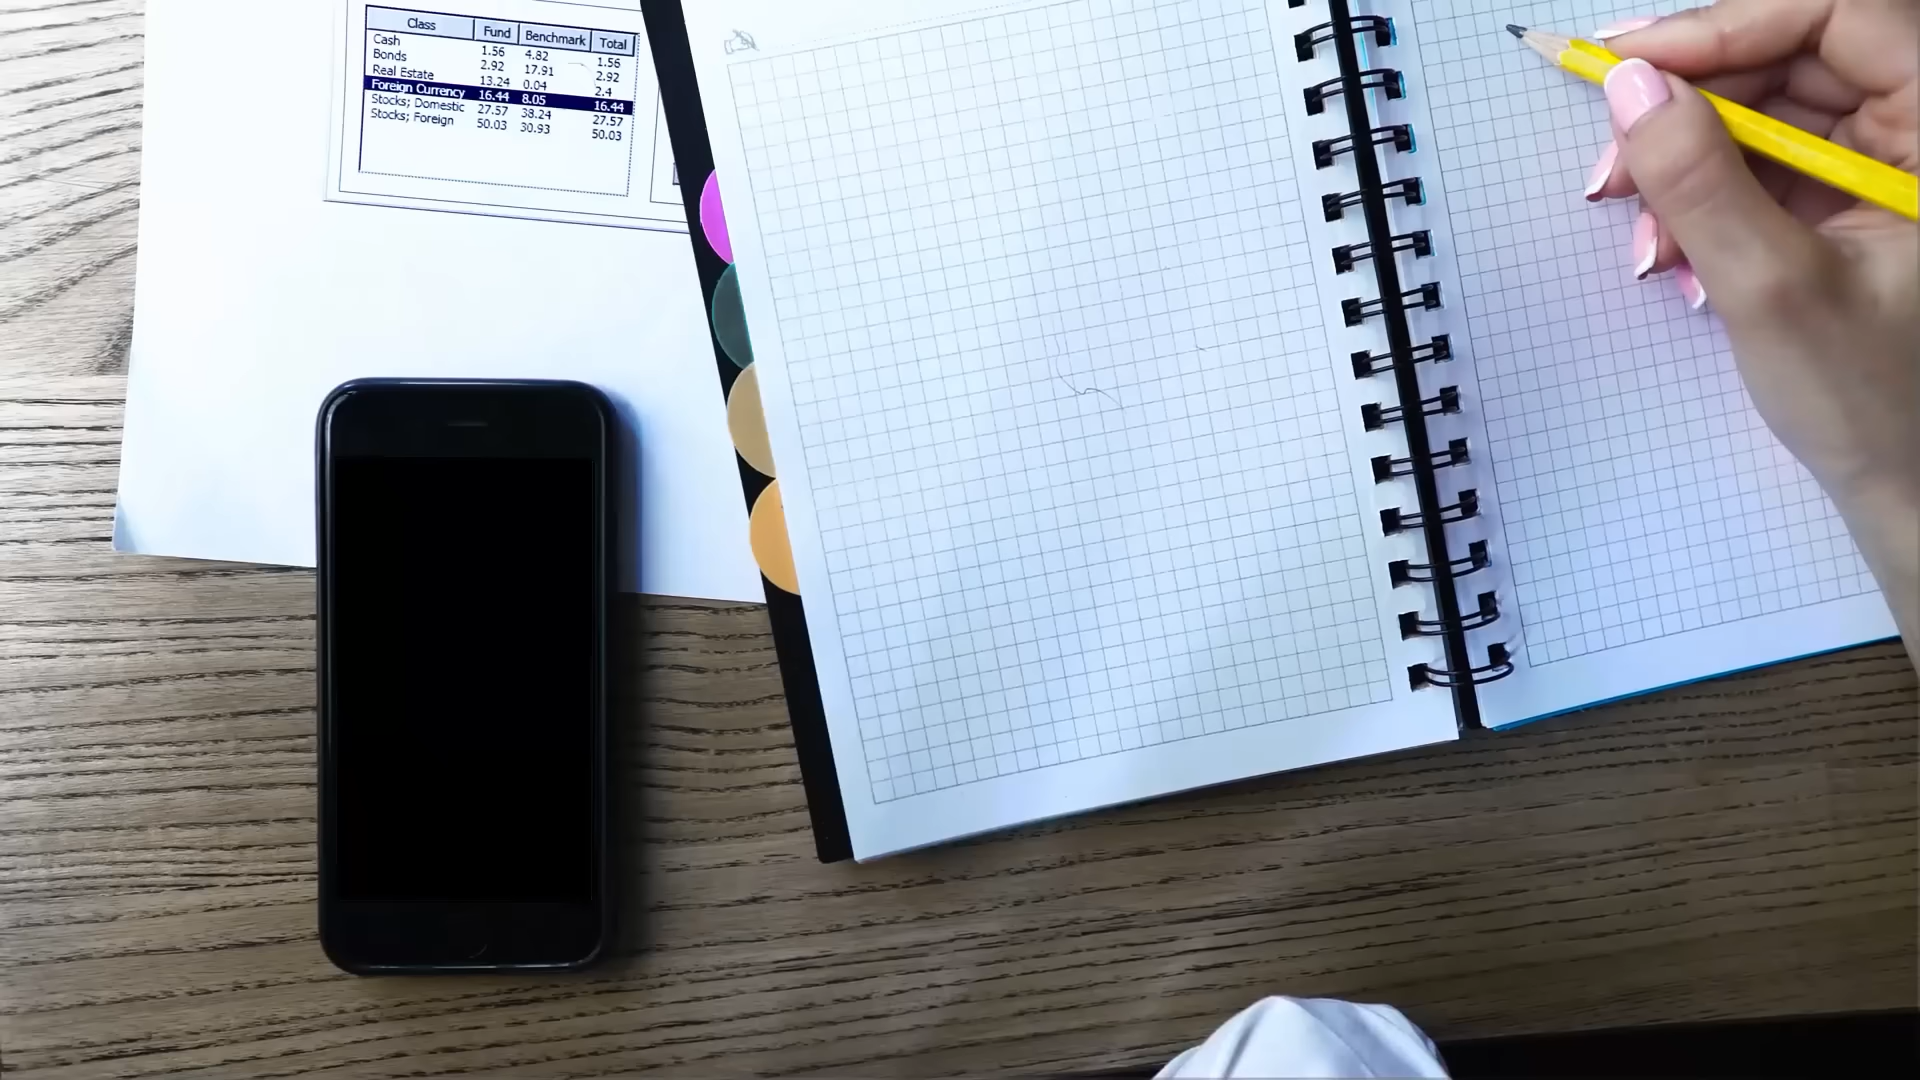 Class Fund Benchmark Total
Cash 1.56 4.82 1.56
Bonds 2.92 17.91 2.92
Real Estate 13.24 0.04 2.4
Foreign Currency 16.44 8.05 16.44
Stocks; Domestic 27.57 38.24 27.57
Stocks; Foreign 50.03 30.93 50.03